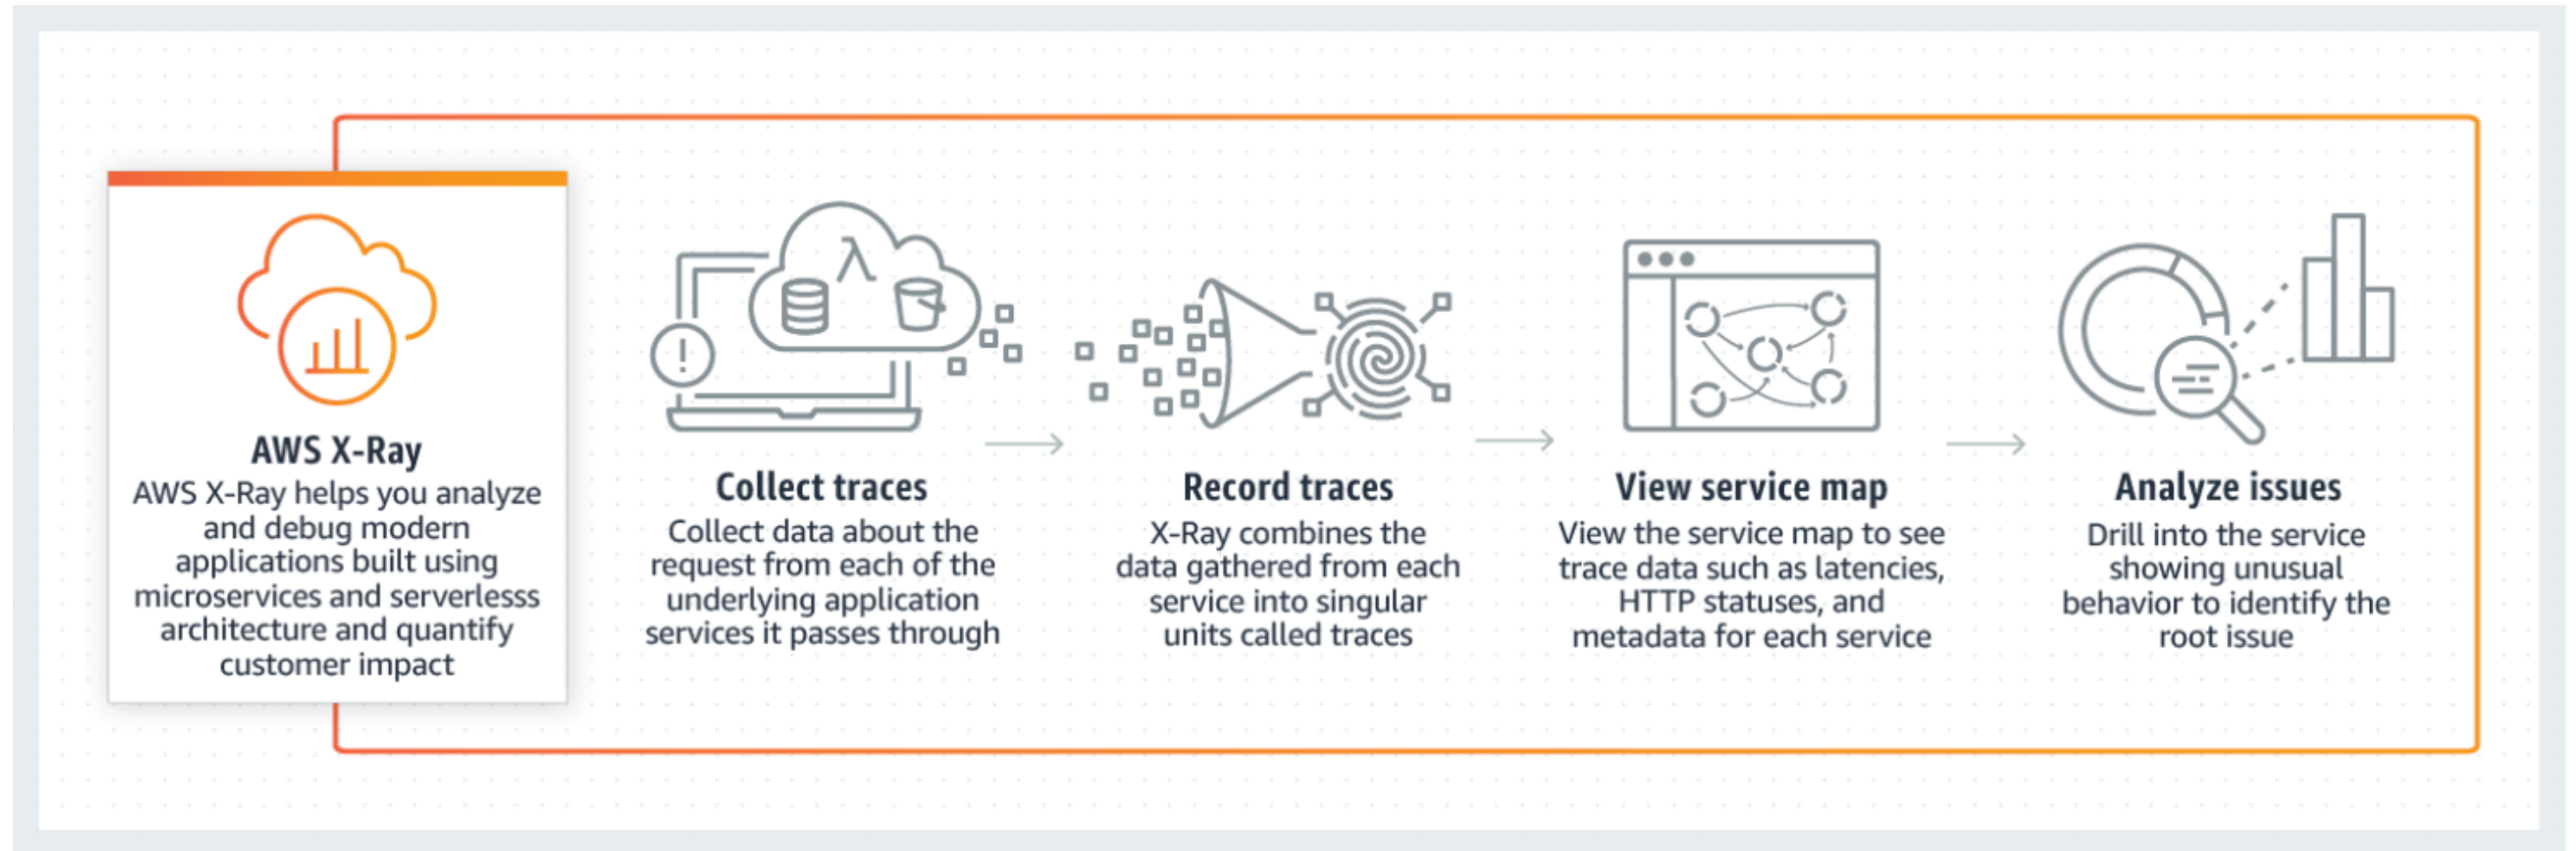 AWS X-Ray
AWS X-Ray helps you analyze
and debug modern
applications built using
microservices and serverlesss
architecture and quantify
customer impact
Collect traces
Collect data about the
request from each of the
underlying application
services it passes through
Record traces
X-Ray combines the
data gathered from each
service into singular
units called traces
View service map
View the service map to see
trace data such as latencies,
HTTP statuses, and
metadata for each service
Analyze issues
Drill into the service
showing unusual
behavior to identify the
root issue